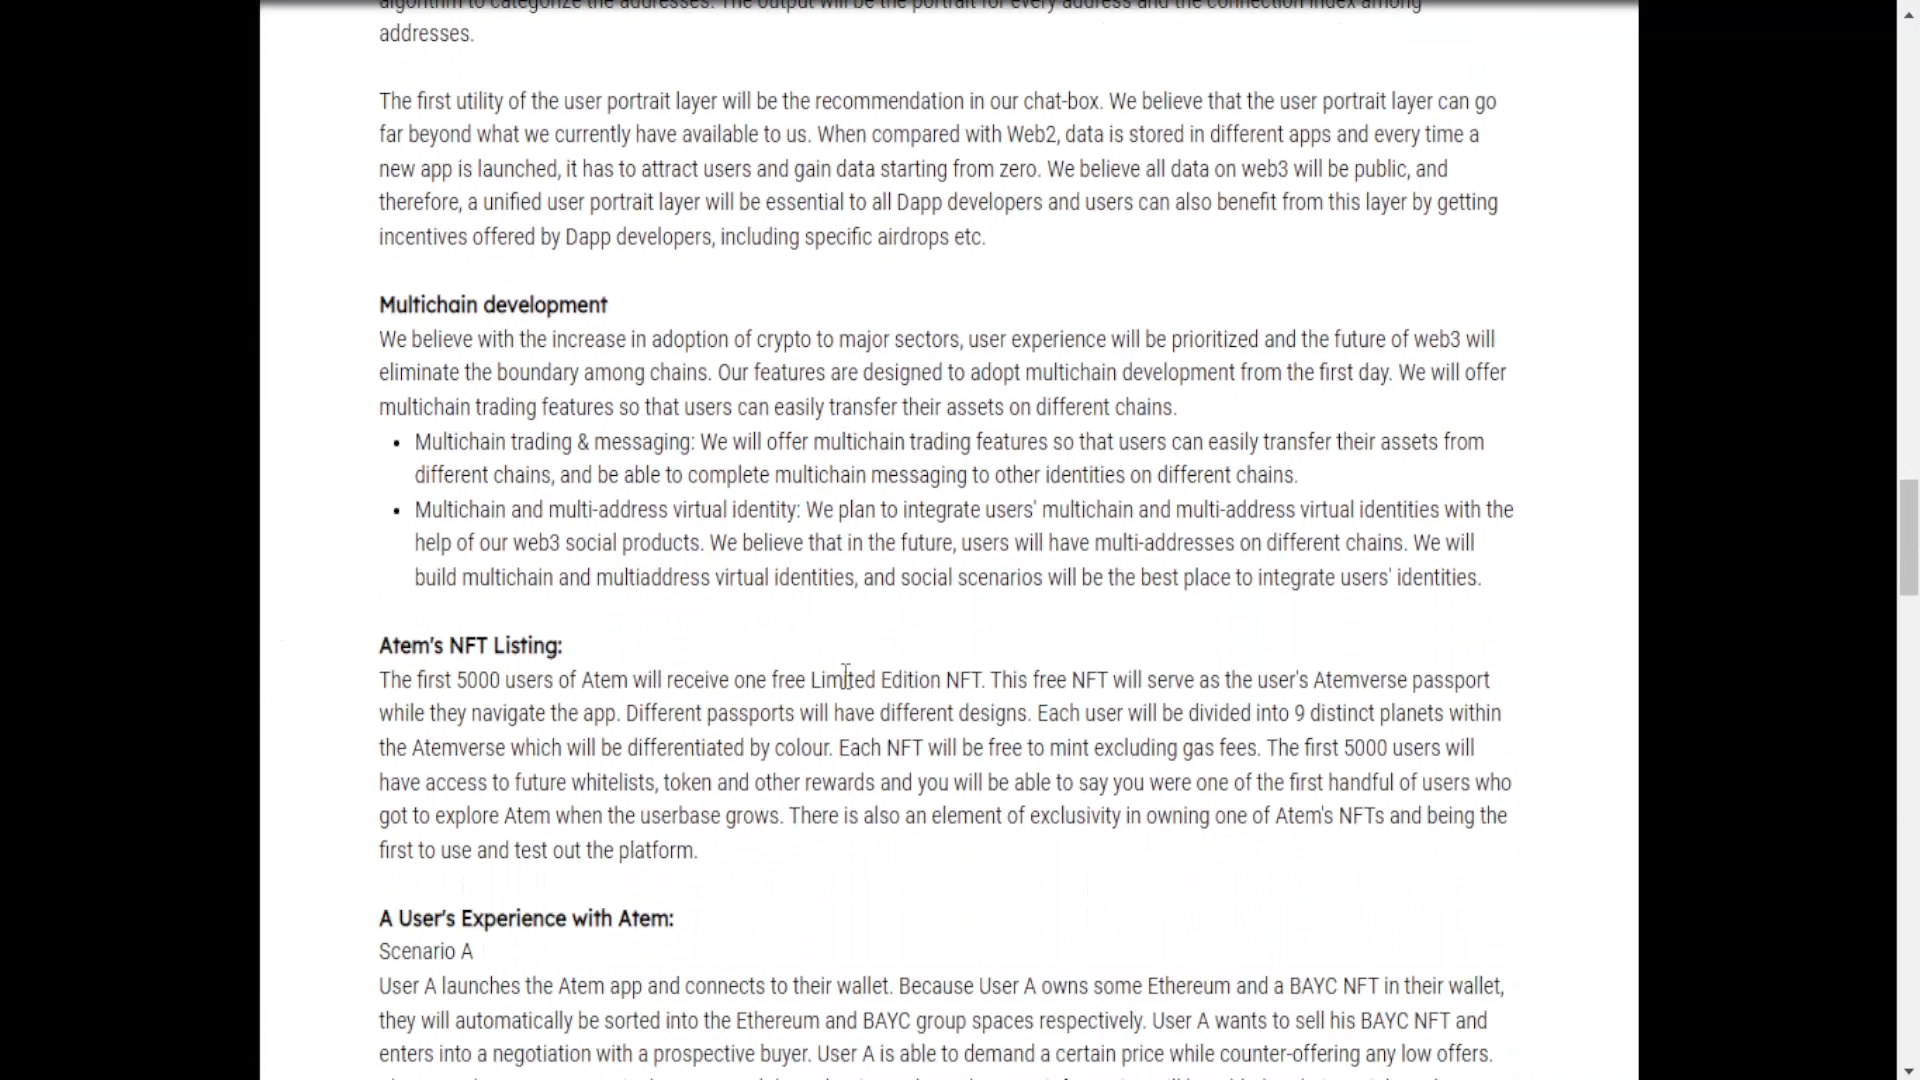 algorithm to categorize the addresses. The output will be the portrait for every address and the connection index among
addresses.
The first utility of the user portrait layer will be the recommendation in our chat-box. We believe that the user portrait layer can go
far beyond what we currently have available to us. When compared with Web2, data is stored in different apps and every time a
new app is launched, it has to attract users and gain data starting from zero. We believe all data on web3 will be public, and
therefore, a unified user portrait layer will be essential to all Dapp developers and users can also benefit from this layer by getting
incentives offered by Dapp developers, including specific airdrops etc.
Multichain development
We believe with the increase in adoption of crypto to major sectors, user experience will be prioritized and the future of web3 will
eliminate the boundary among chains. Our features are designed to adopt multichain development from the first day. We will offer
multichain trading features so that users can easily transfer their assets on different chains.
• Multichain trading & messaging: We will offer multichain trading features so that users can easily transfer their assets from
different chains, and be able to complete multichain messaging to other identities on different chains.
• Multichain and multi-address virtual identity: We plan to integrate users' multichain and multi-address virtual identities with the
help of our web3 social products. We believe that in the future, users will have multi-addresses on different chains. We will
build multichain and multiaddress virtual identities, and social scenarios will be the best place to integrate users' identities.
Atem's NFT Listing:
The first 5000 users of Atem will receive one free Limited Edition NFT. This free NFT will serve as the user's Atemverse passport
while they navigate the app. Different passports will have different designs. Each user will be divided into 9 distinct planets within
the Atemverse which will be differentiated by colour. Each NFT will be free to mint excluding gas fees. The first 5000 users will
have access to future whitelists, token and other rewards and you will be able to say you were one of the first handful of users who
got to explore Atem when the userbase grows. There is also an element of exclusivity in owning one of Atem's NFTs and being the
first to use and test out the platform.
A User's Experience with Atem:
Scenario A
User A launches the Atem app and connects to their wallet. Because User A owns some Ethereum and a BAYC NFT in their wallet,
they will automatically be sorted into the Ethereum and BAYC group spaces respectively. User A wants to sell his BAYC NFT and
enters into a negotiation with a prospective buyer. User A is able to demand a certain price while counter-offering any low offers.